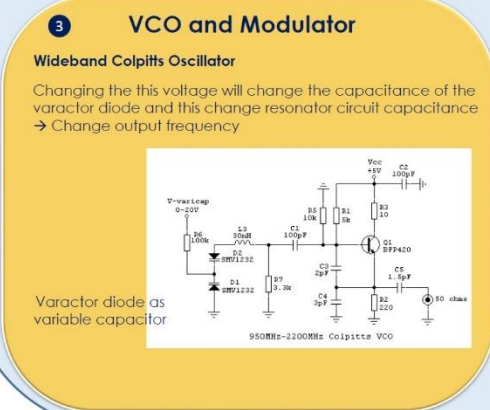 3
VCO and Modulator
Wideband Colpitts Oscillator
Changing the this voltage will change the capacitance of the
varactor diode and this change resonator circuit capacitance
→ Change output frequency
Vcc
+5V
C2
100pF
V-varicap
0-20V
R6
100k
L3
30nH
C1
100pF
R5
10k
R1
5k
R3
10
Q1
BFP420
D2
SMV1232
D1
SMV1232
R7
3.3k
C3
2pF
C4
3pF
C5
1.5pF
R2
220
50 ohms
Varactor diode as
variable capacitor
950MHz-2200MHz Colpitts VCO